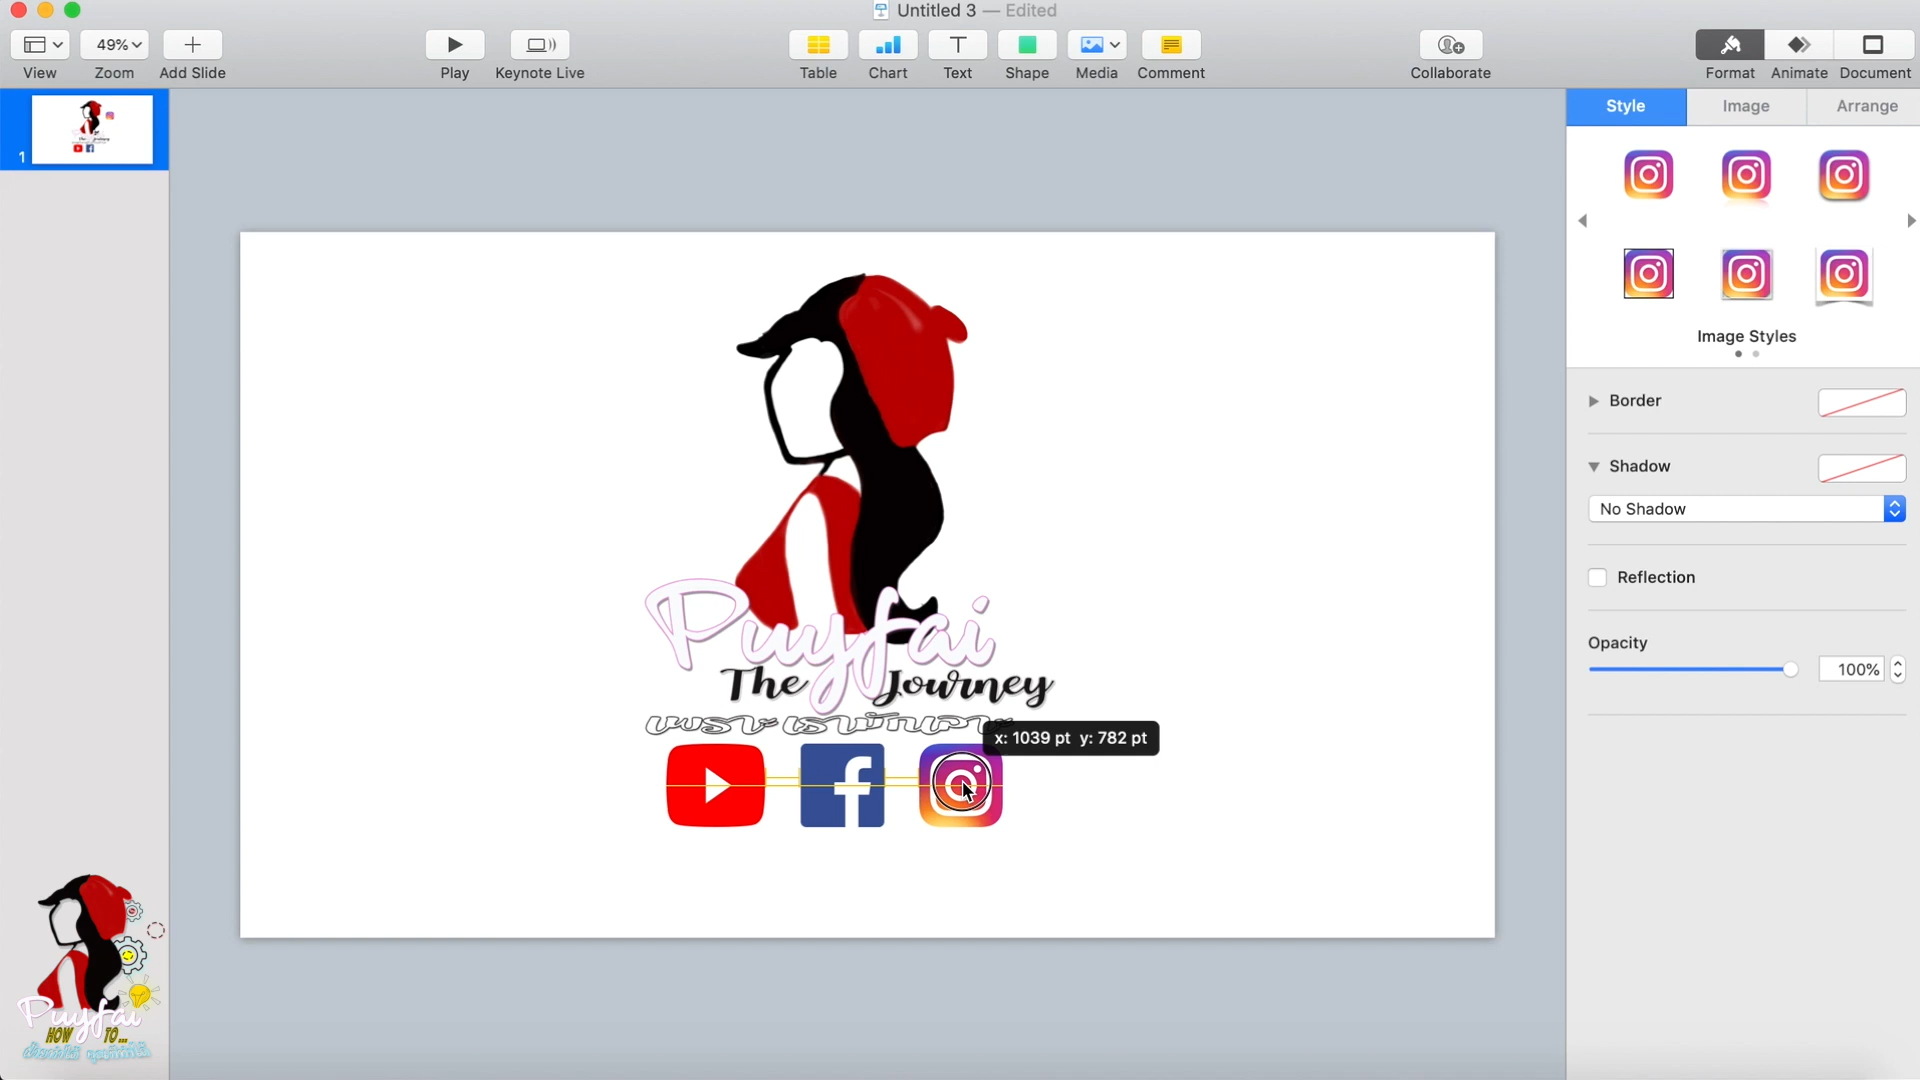 Untitled 3 — Edited
49%
View
Zoom
Add Slide
Play
Keynote Live
Table
Chart
Text
Shape
Media
Comment
Collaborate
Format
Animate
Document
1
Style
Image
Arrange
Image Styles
Border
Shadow
No Shadow
Reflection
Opacity
100%
Puyfai
The Journey
x: 1039 pt y: 782 pt
Puyfai
HOW TO...